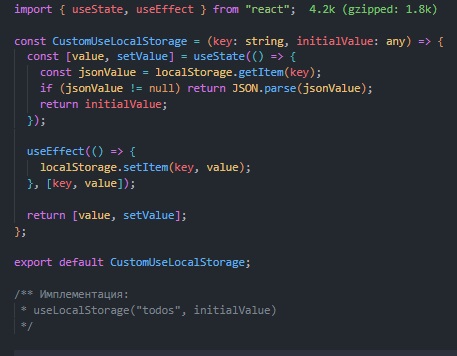 import { useState, useEffect } from "react";  4.2k (gzipped: 1.8k)
const CustomUseLocalStorage = (key: string, initialValue: any) => {
  const [value, setValue] = useState(() => {
    const jsonValue = localStorage.getItem(key);
    if (jsonValue != null) return JSON.parse(jsonValue);
    return initialValue;
  });
  useEffect(() => {
    localStorage.setItem(key, value);
  }, [key, value]);
  return [value, setValue];
};
export default CustomUseLocalStorage;
/** Имплементация:
 * useLocalStorage("todos", initialValue)
 */